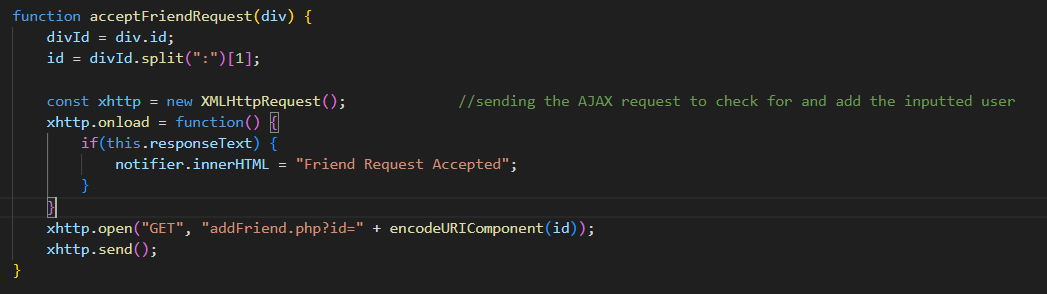 function acceptFriendRequest(div) {
    divId = div.id;
    id = divId.split(":")[1];

    const xhttp = new XMLHttpRequest();             //sending the AJAX request to check for and add the inputted user
    xhttp.onload = function() {
        if(this.responseText) {
            notifier.innerHTML = "Friend Request Accepted";
        }
    }
    xhttp.open("GET", "addFriend.php?id=" + encodeURIComponent(id));
    xhttp.send();
}